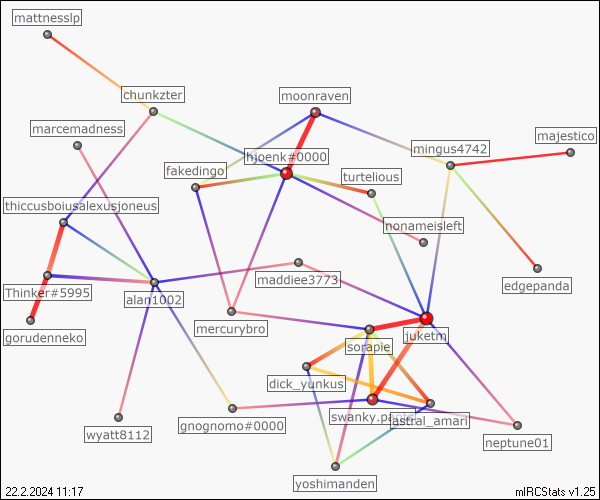 mattnesslp
chunkzter
moonraven
marcemadness
majestico
mingus4742
hjoenk#0000
fakedingo
turtelious
thiccusboiusalexusjoneus
nonameisleft
maddiee3773
edgepanda
Thinker#5995
alan1002
mercurybro
gorudenneko
juketm
sorapie
dick_yunkus
swanky.pa
astral_amari
gnognomo#0000
wyatt8112
neptune01
yoshimanden
22.2.2024 11:17
mIRCStats v1.25